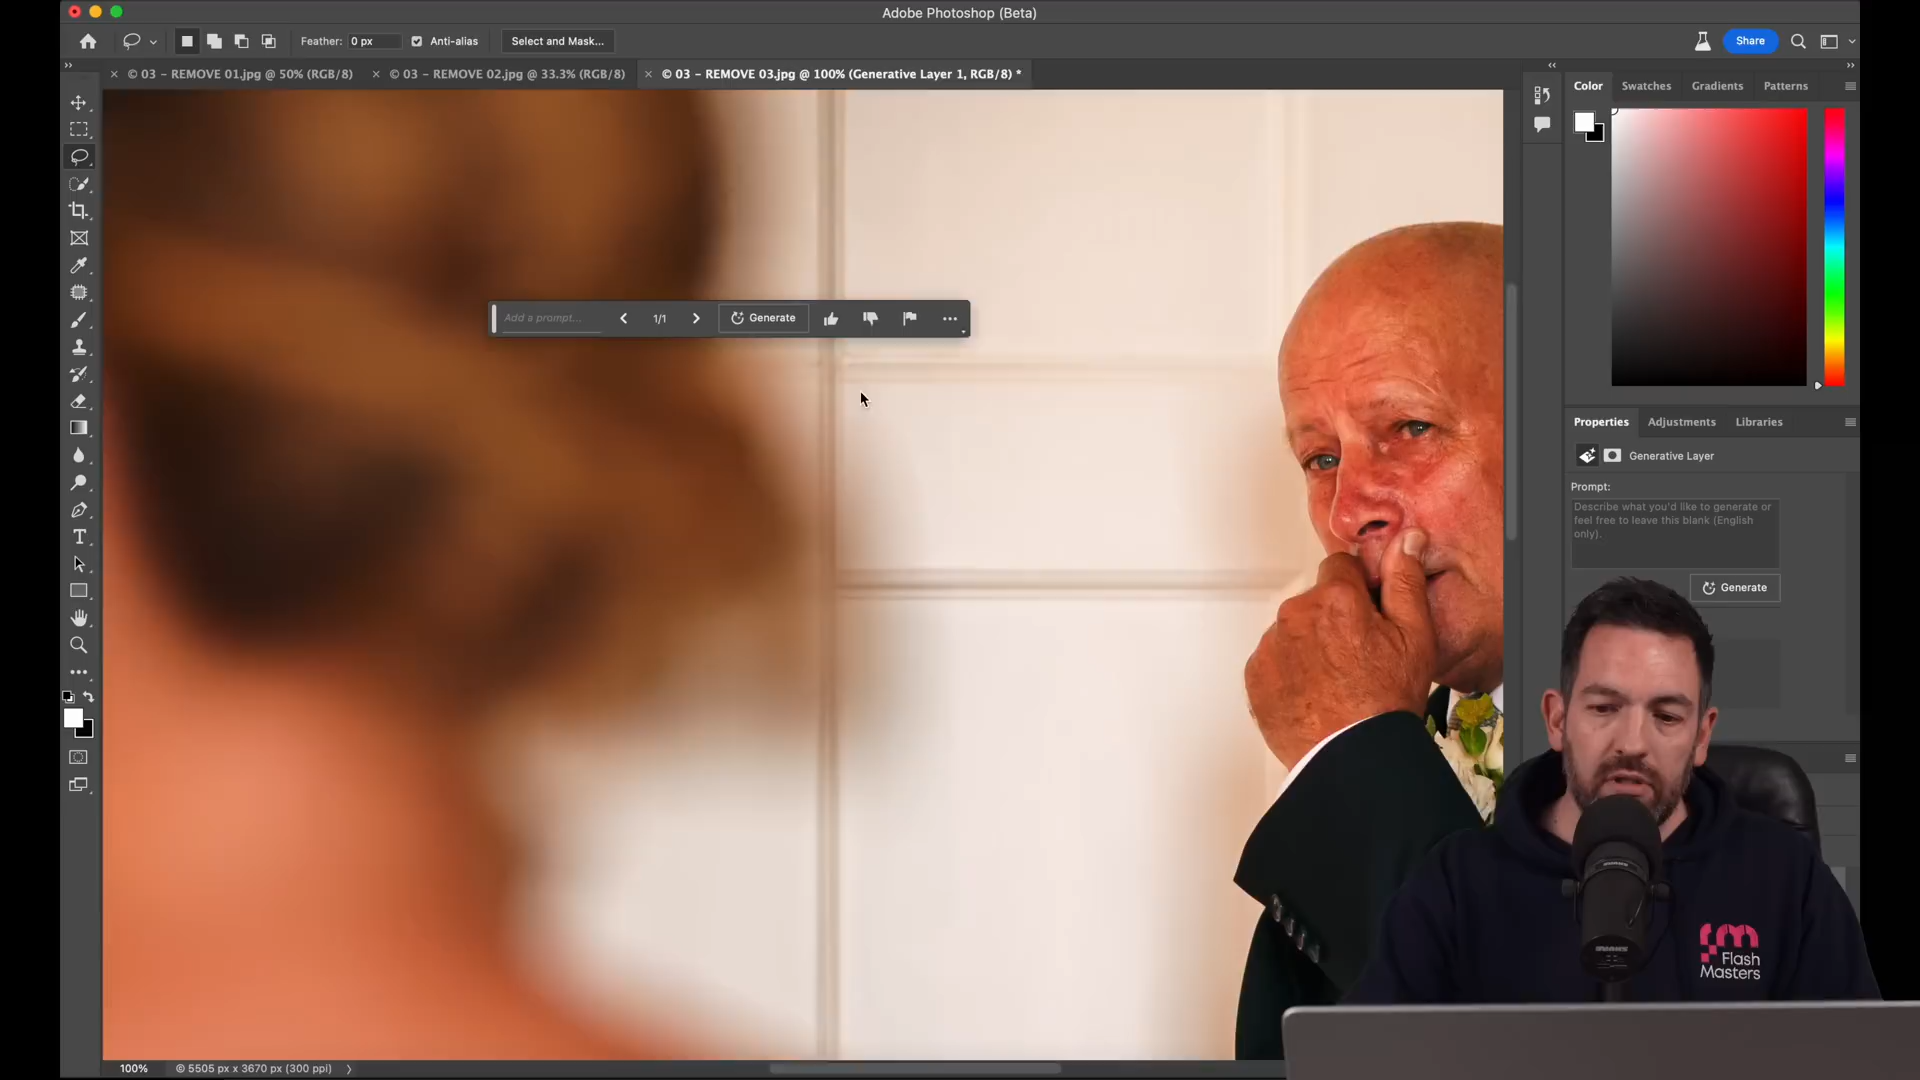 Adobe Photoshop (Beta)
Feather: 0 px
Anti-alias
Select and Mask...
Share
© 03 - REMOVE 01.jpg @ 50% (RGB/8)
© 03 - REMOVE 02.jpg @ 33.3% (RGB/8)
© 03 - REMOVE 03.jpg @ 100% (Generative Layer 1, RGB/8) *
Color
Swatches
Gradients
Patterns
Add a prompt...
1/1
Generate
Properties
Adjustments
Libraries
Generative Layer
Prompt:
Describe what you'd like to generate or
feel free to leave this blank (English
only).
Generate
Flash
Masters
100%
© 5505 px x 3670 px (300 ppi)